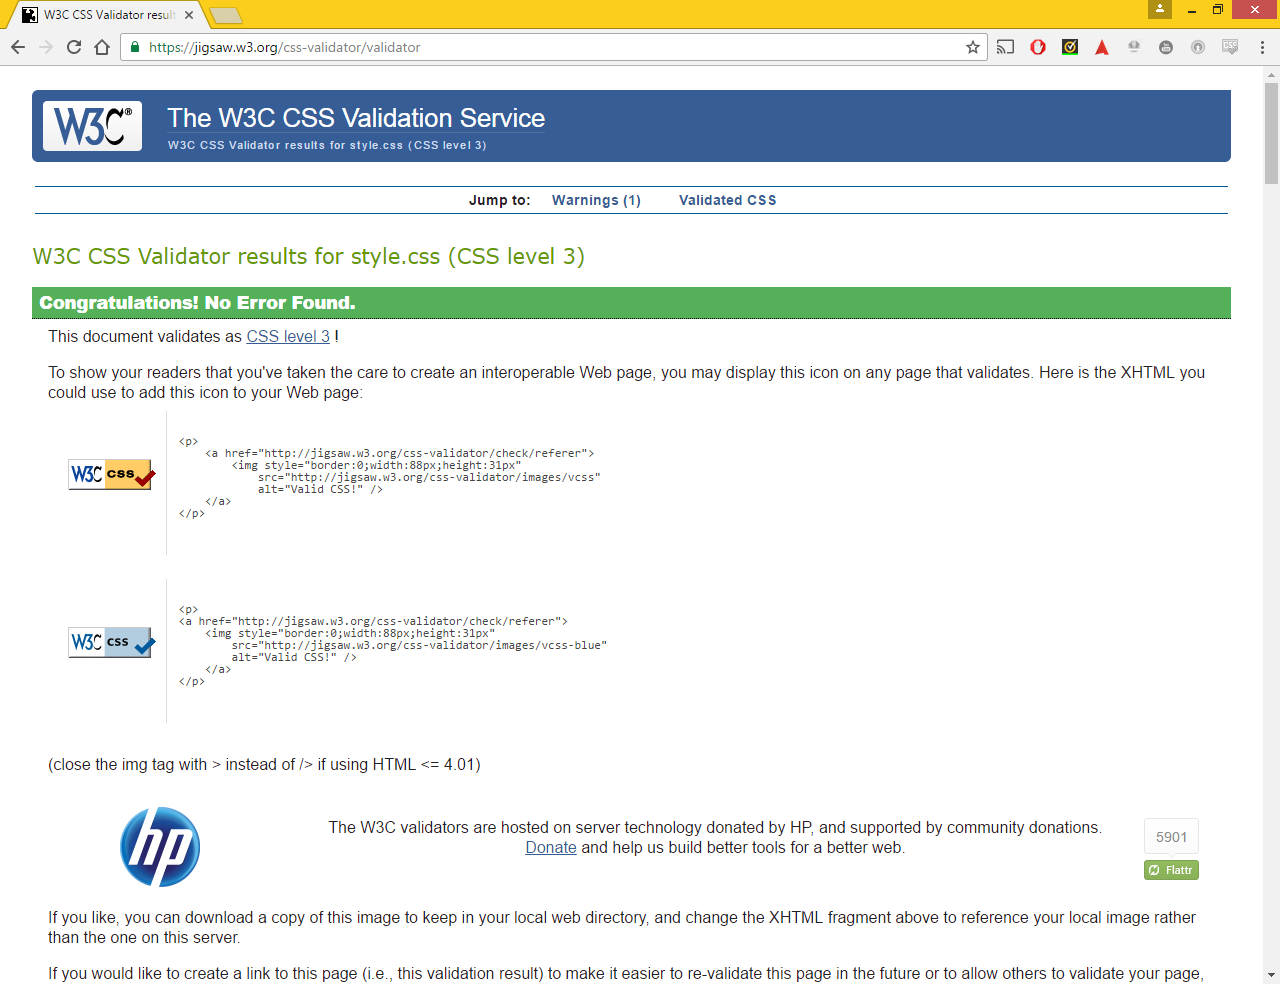 W3C CSS Validator result
https://jigsaw.w3.org/css-validator/validator
W3C®
The W3C CSS Validation Service
W3C CSS Validator results for style.css (CSS level 3)
Jump to: Warnings (1) Validated CSS
W3C CSS Validator results for style.css (CSS level 3)
Congratulations! No Error Found.
This document validates as CSS level 3 !
To show your readers that you've taken the care to create an interoperable Web page, you may display this icon on any page that validates. Here is the XHTML you
could use to add this icon to your Web page:
W3C css
<p>
<a href="http://jigsaw.w3.org/css-validator/check/referer">
<img style="border:0;width:88px;height:31px"
src="http://jigsaw.w3.org/css-validator/images/vcss"
alt="Valid CSS!" />
</a>
</p>
W3C css
<p>
<a href="http://jigsaw.w3.org/css-validator/check/referer">
<img style="border:0;width:88px;height:31px"
src="http://jigsaw.w3.org/css-validator/images/vcss-blue"
alt="Valid CSS!" />
</a>
</p>
(close the img tag with > instead of /> if using HTML <= 4.01)
hp
The W3C validators are hosted on server technology donated by HP, and supported by community donations.
Donate and help us build better tools for a better web.
5901
Flattr
If you like, you can download a copy of this image to keep in your local web directory, and change the XHTML fragment above to reference your local image rather
than the one on this server.
If you would like to create a link to this page (i.e., this validation result) to make it easier to re-validate this page in the future or to allow others to validate your page,